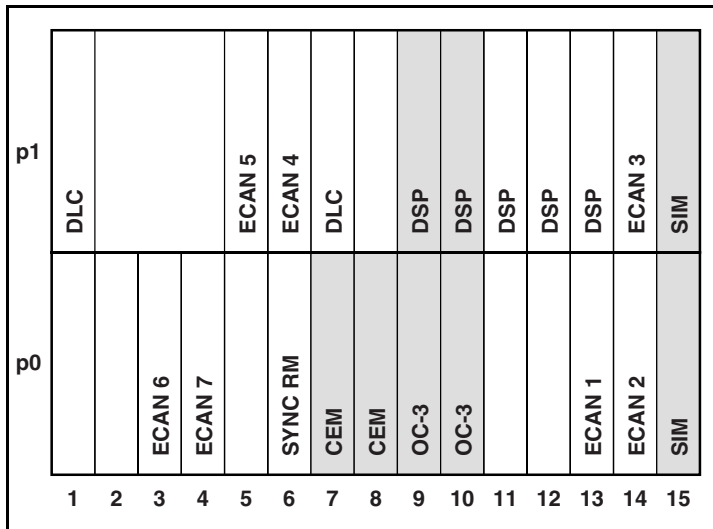 p1
DLC
ECAN 5
ECAN 4
DLC
DSP
DSP
DSP
DSP
DSP
ECAN 3
SIM
p0
ECAN 6
ECAN 7
SYNC RM
CEM
CEM
OC-3
OC-3
ECAN 1
ECAN 2
SIM
1 2 3 4 5 6 7 8 9 10 11 12 13 14 15